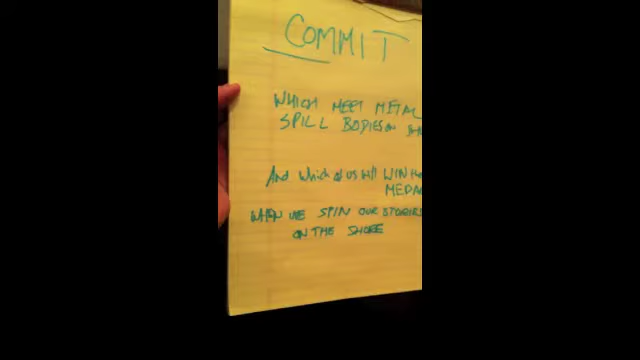 COMMIT
WHICH MEET METAL
SPILL BODIES ON
And which of us will WIN
MEDA
WHEN WE SPIN OUR STORIES
ON THE SHORE